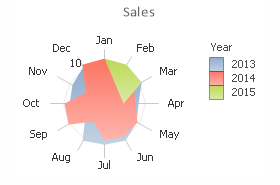 Sales
Jan
Dec
Feb
Year
10
2013
Nov
Mar
2014
2015
Oct
Apr
Sep
May
Aug
Jun
Jul